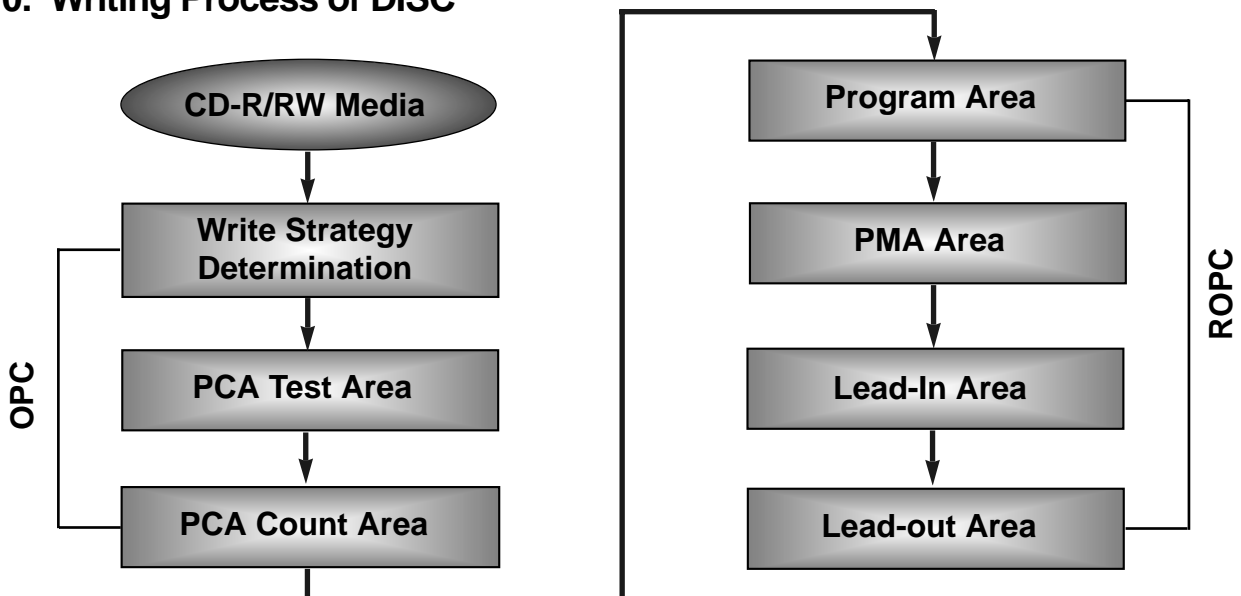 Writing Process of DISC
CD-R/RW Media
Write Strategy
Determination
PCA Test Area
PCA Count Area
OPC
Program Area
PMA Area
Lead-In Area
Lead-out Area
ROPC